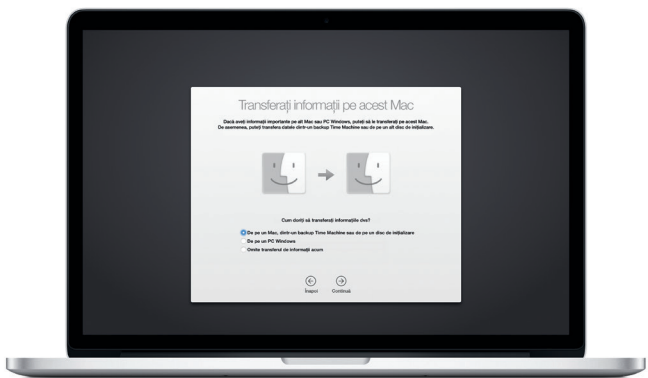 Transferați informații pe acest Mac
Dacă aveți informații importante pe alt Mac sau PC Windows, puteți să le transferați pe acest Mac.
De asemenea, puteți transfera datele dintr-un backup Time Machine sau de pe un alt disc de inițializare.
Cum doriți să transferați informațiile dvs?
De pe un Mac, dintr-un backup Time Machine sau de pe un disc de inițializare
De pe un PC Windows
Omite transferul de informații acum
Înapoi Continuă